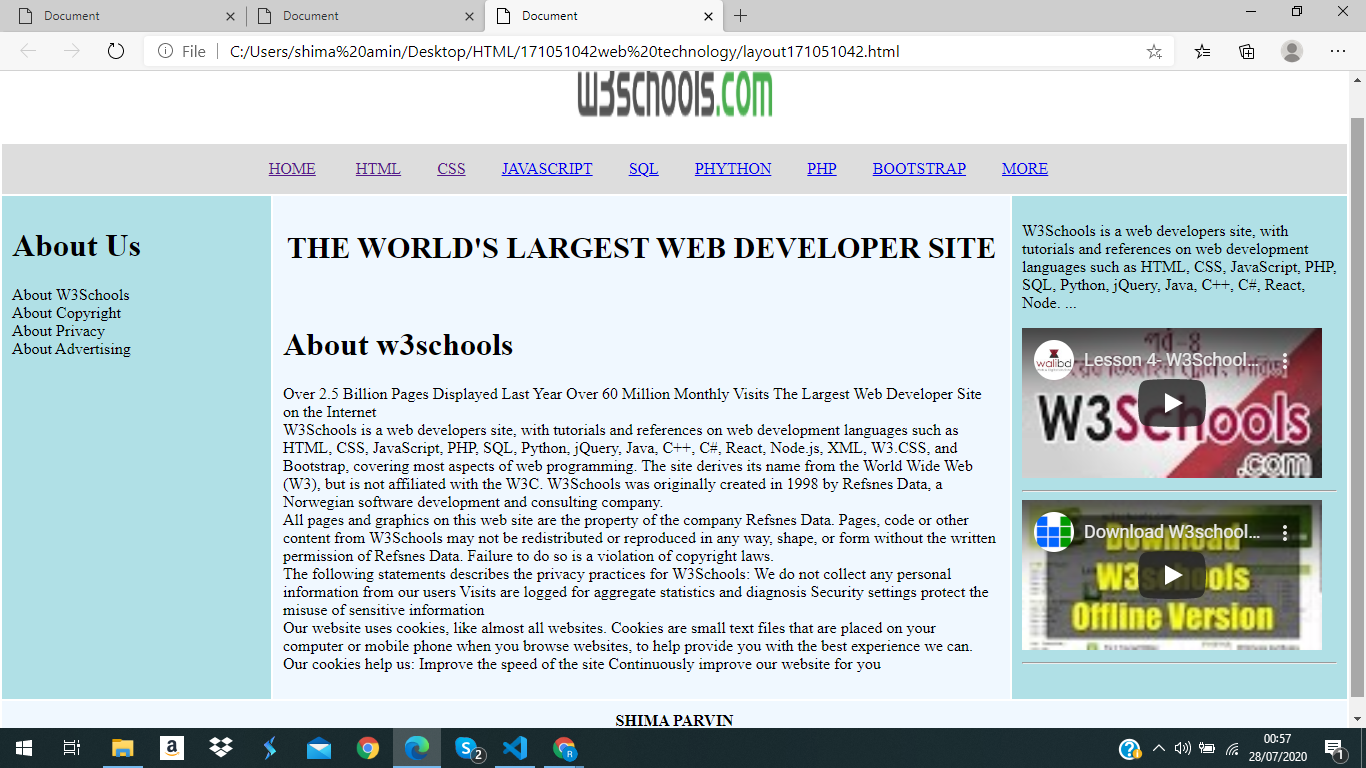 Document
Document
Document
File
C:/Users/shima%20amin/Desktop/HTML/171051042web%20technology/layout171051042.html
w3schools.com
HOME HTML CSS JAVASCRIPT SQL PHYTHON PHP BOOTSTRAP MORE
About Us
About W3Schools
About Copyright
About Privacy
About Advertising
THE WORLD'S LARGEST WEB DEVELOPER SITE
About w3schools
Over 2.5 Billion Pages Displayed Last Year Over 60 Million Monthly Visits The Largest Web Developer Site
on the Internet
W3Schools is a web developers site, with tutorials and references on web development languages such as
HTML, CSS, JavaScript, PHP, SQL, Python, jQuery, Java, C++, C#, React, Node.js, XML, W3.CSS, and
Bootstrap, covering most aspects of web programming. The site derives its name from the World Wide Web
(W3), but is not affiliated with the W3C. W3Schools was originally created in 1998 by Refsnes Data, a
Norwegian software development and consulting company.
All pages and graphics on this web site are the property of the company Refsnes Data. Pages, code or other
content from W3Schools may not be redistributed or reproduced in any way, shape, or form without the written
permission of Refsnes Data. Failure to do so is a violation of copyright laws.
The following statements describes the privacy practices for W3Schools: We do not collect any personal
information from our users Visits are logged for aggregate statistics and diagnosis Security settings protect the
misuse of sensitive information
Our website uses cookies, like almost all websites. Cookies are small text files that are placed on your
computer or mobile phone when you browse websites, to help provide you with the best experience we can.
Our cookies help us: Improve the speed of the site Continuously improve our website for you
W3Schools is a web developers site, with
tutorials and references on web development
languages such as HTML, CSS, JavaScript, PHP,
SQL, Python, jQuery, Java, C++, C#, React,
Node. ...
পর্ব-৪
walibd
Lesson 4- W3School...
W3Schools
.com
Download W3school...
Download
W3schools
Offline Version
SHIMA PARVIN
2
00:57
28/07/2020
1